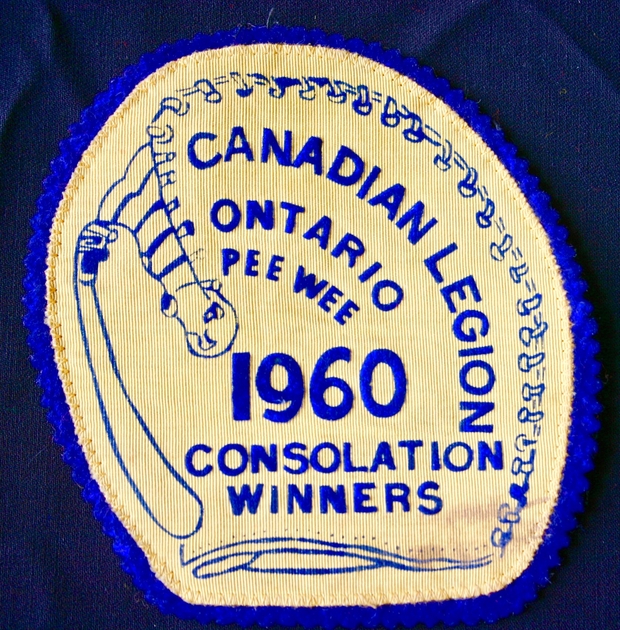 CANADIAN LEGION
ONTARIO
PEE WEE
1960
CONSOLATION
WINNERS